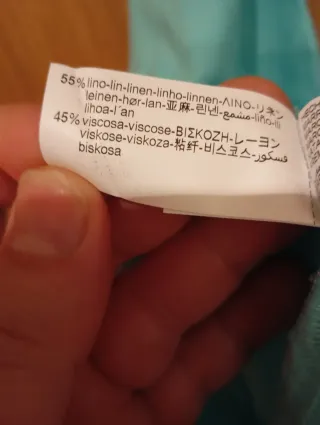 55% lino-lin-linen-linho-linnen-ΛΙΝΟ-リネン
leinen-hør-lan-亚麻-린넨-مشمع-liño-lli
lihoa-l´an
45% viscosa-viscose-ΒΙΣΚΟΖΗ-レーヨン
viskose-viskoza-粘纤-비스코스-فسكور
biskosa